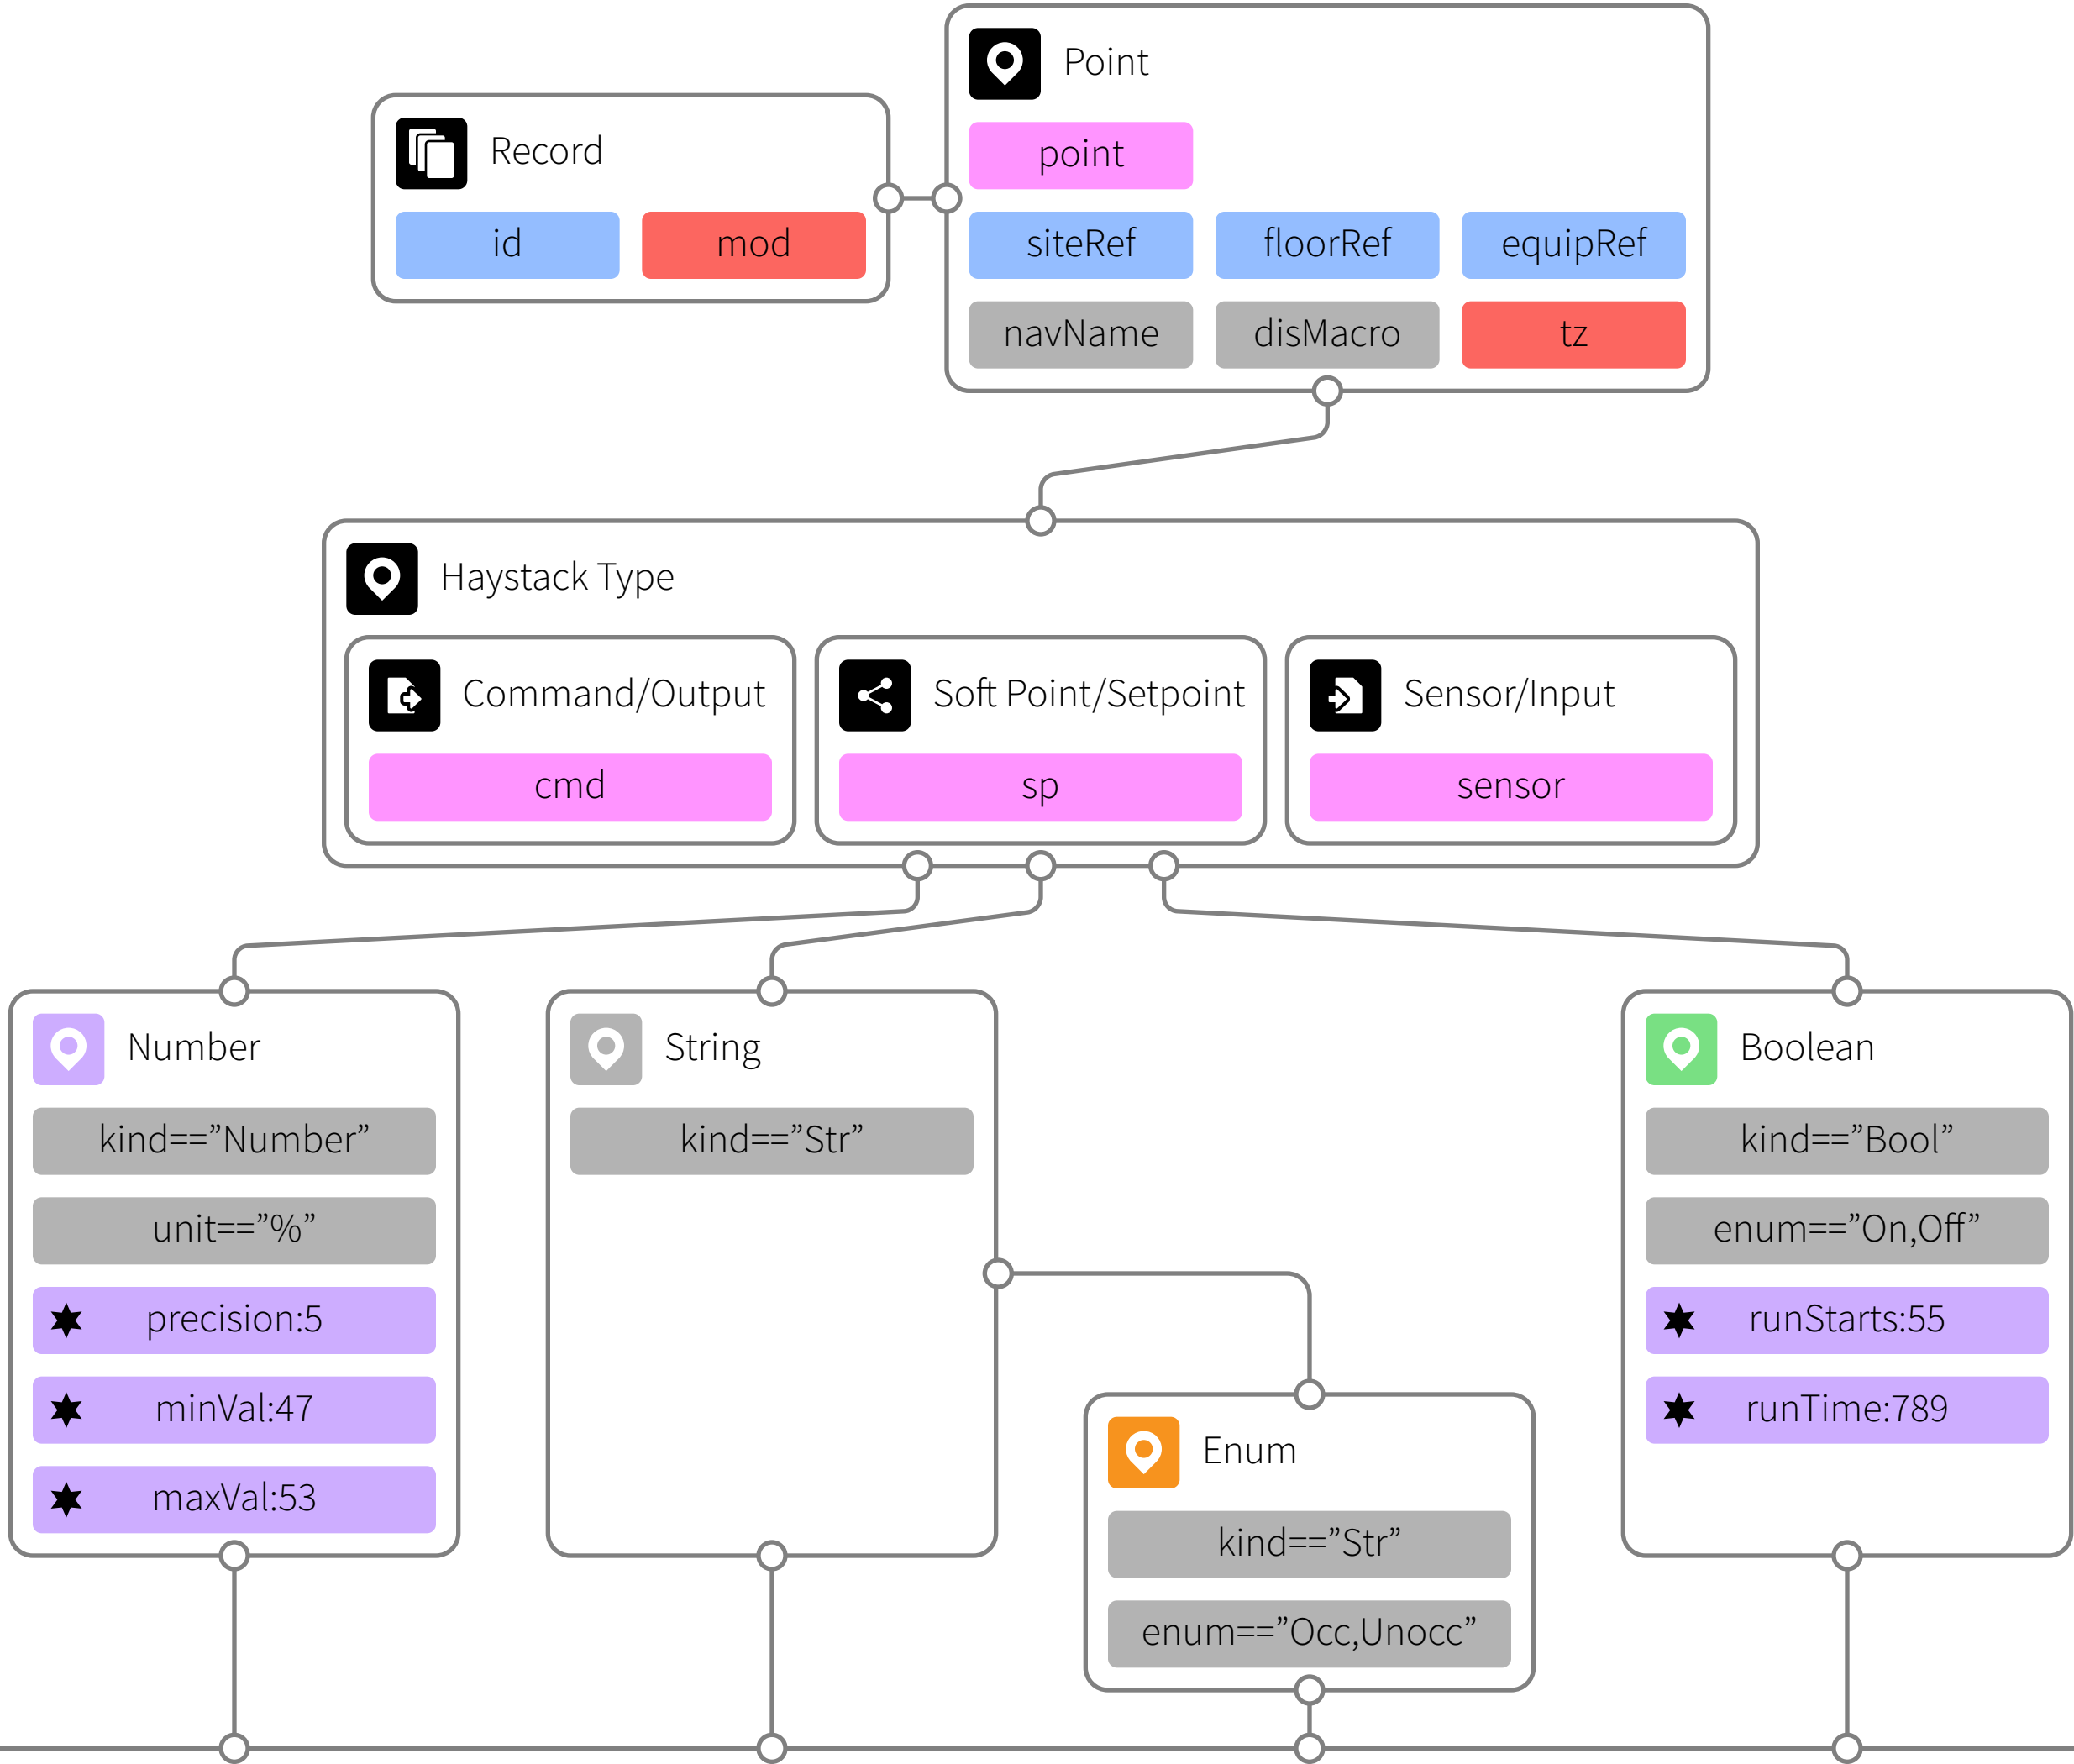 Point
point
siteRef
floorRef
equipRef
navName
disMacro
tz
Record
id
mod
Haystack Type
Command/Output
cmd
Soft Point/Setpoint
sp
Sensor/Input
sensor
Number
kind==”Number”
unit==”%”
precision:5
minVal:47
maxVal:53
String
kind==”Str”
Enum
kind==”Str”
enum==”Occ,Unocc”
Boolean
kind==”Bool”
enum==”On,Off”
runStarts:55
runTime:789